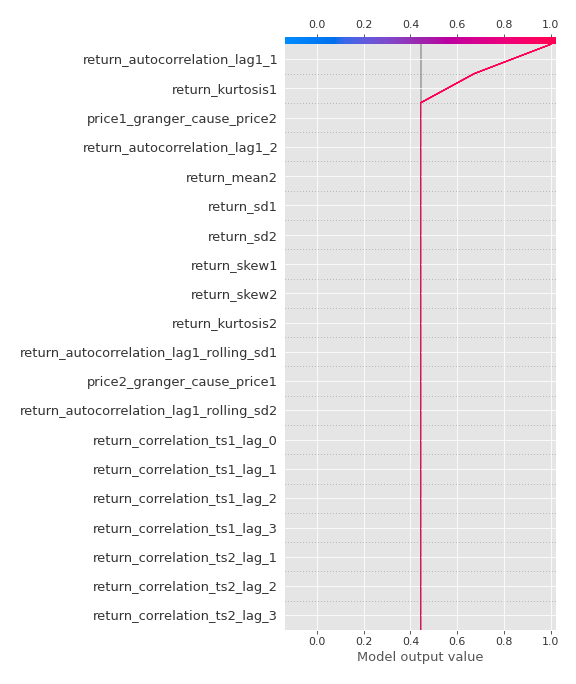 0.0 0.2 0.4 0.6 0.8 1.0
return_autocorrelation_lag1_1
return_kurtosis1
price1_granger_cause_price2
return_autocorrelation_lag1_2
return_mean2
return_sd1
return_sd2
return_skew1
return_skew2
return_kurtosis2
return_autocorrelation_lag1_rolling_sd1
price2_granger_cause_price1
return_autocorrelation_lag1_rolling_sd2
return_correlation_ts1_lag_0
return_correlation_ts1_lag_1
return_correlation_ts1_lag_2
return_correlation_ts1_lag_3
return_correlation_ts2_lag_1
return_correlation_ts2_lag_2
return_correlation_ts2_lag_3
0.0 0.2 0.4 0.6 0.8 1.0
Model output value